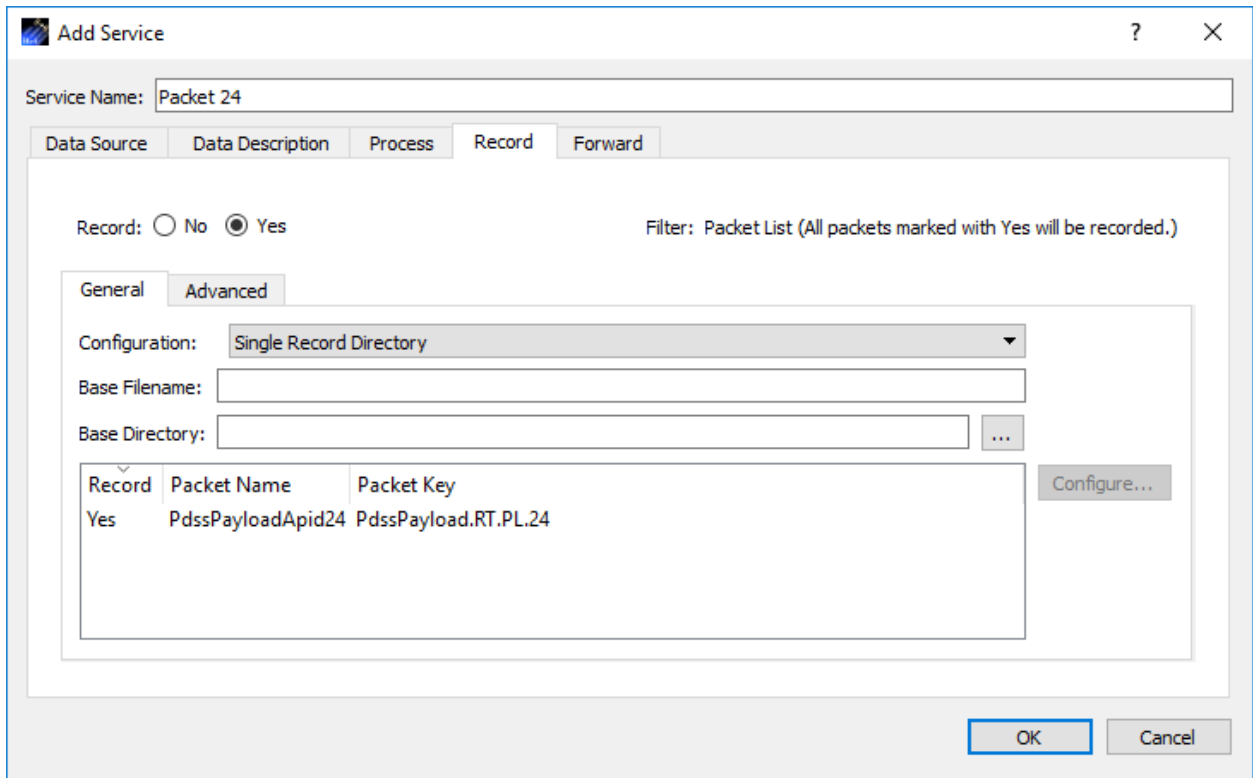 Add Service
?
Service Name: Packet 24
Data Source Data Description Process Record Forward
Record: No Yes Filter: Packet List (All packets marked with Yes will be recorded.)
General Advanced
Configuration: Single Record Directory
Base Filename:
Base Directory: ...
Record Packet Name Packet Key Configure...
Yes PdssPayloadApid24 PdssPayload.RT.PL.24
OK Cancel